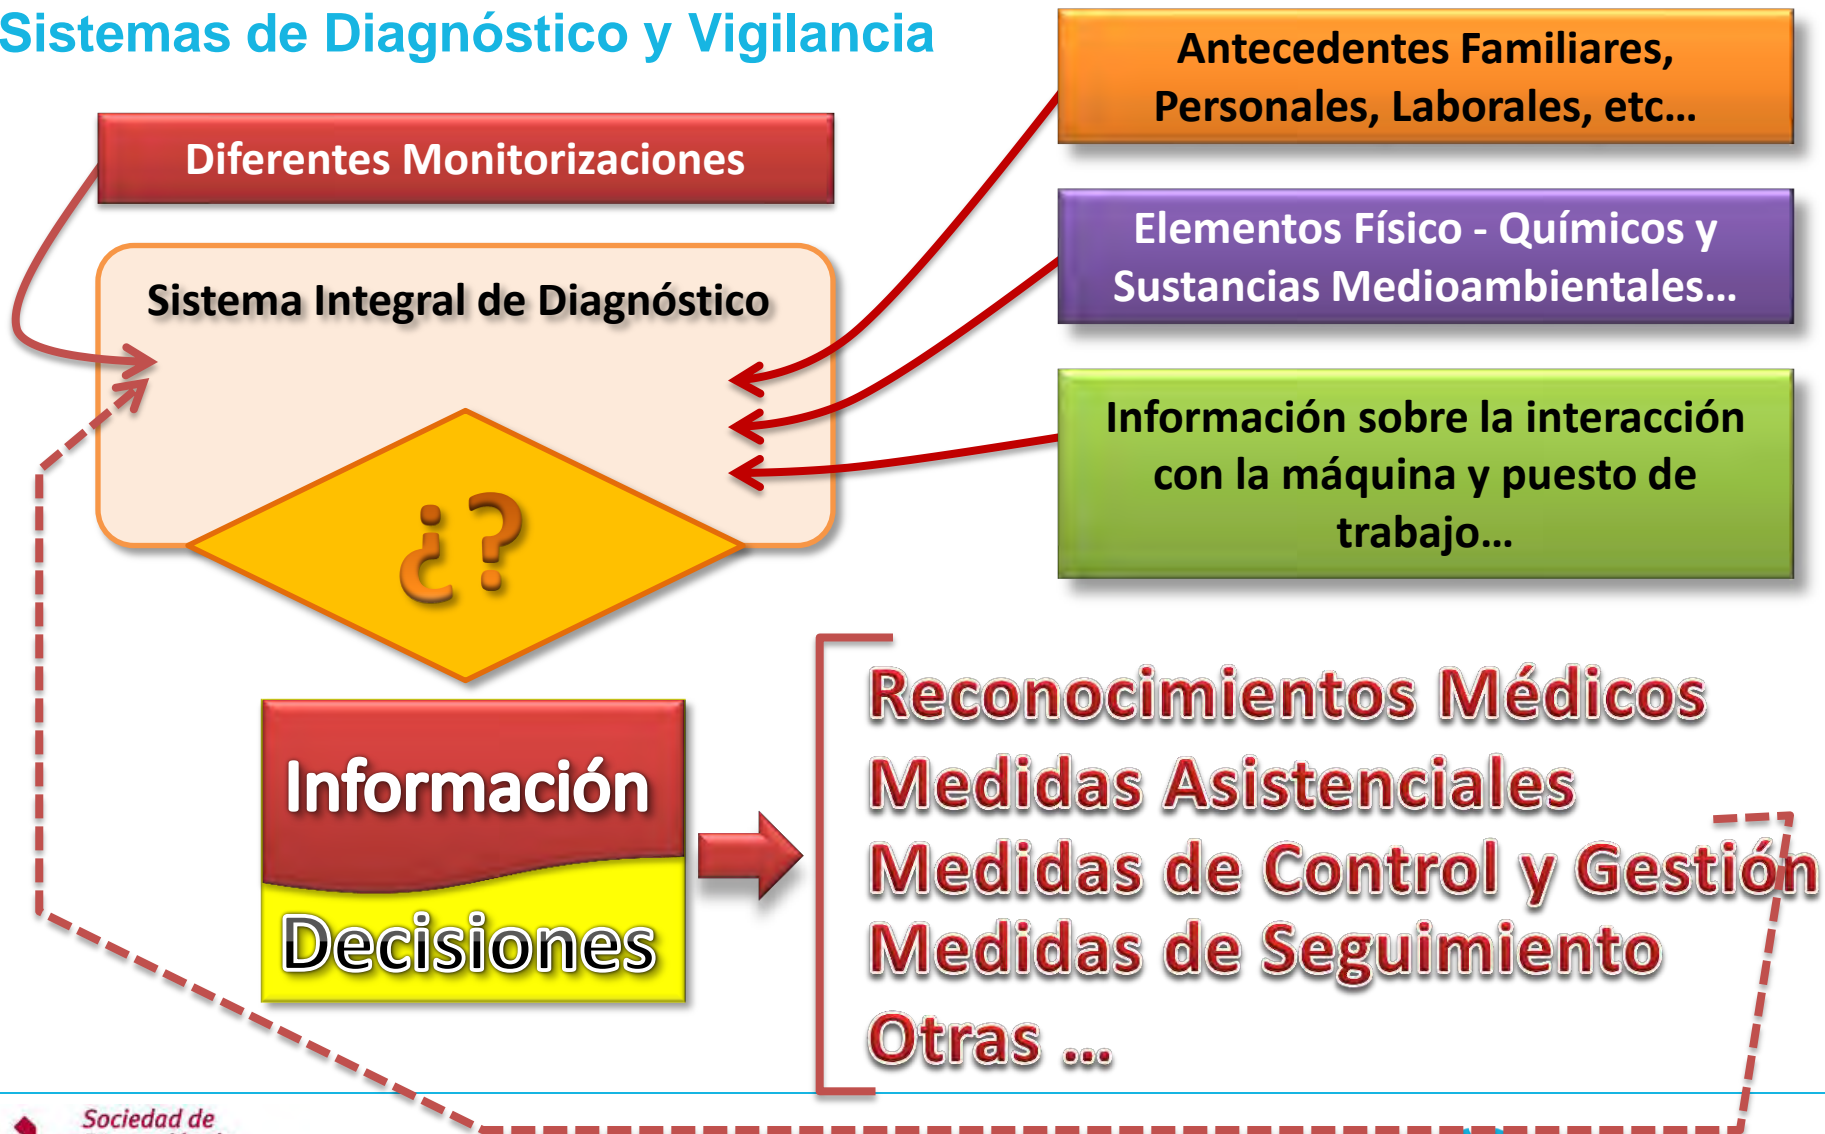 Sistemas de Diagnóstico y Vigilancia
Antecedentes Familiares,
Personales, Laborales, etc...
Diferentes Monitorizaciones
Elementos Físico - Químicos y
Sustancias Medioambientales...
Sistema Integral de Diagnóstico
Información sobre la interacción
con la máquina y puesto de
trabajo...
¿?
Información
Decisiones
Reconocimientos Médicos
Medidas Asistenciales
Medidas de Control y Gestión
Medidas de Seguimiento
Otras ...
Sociedad de